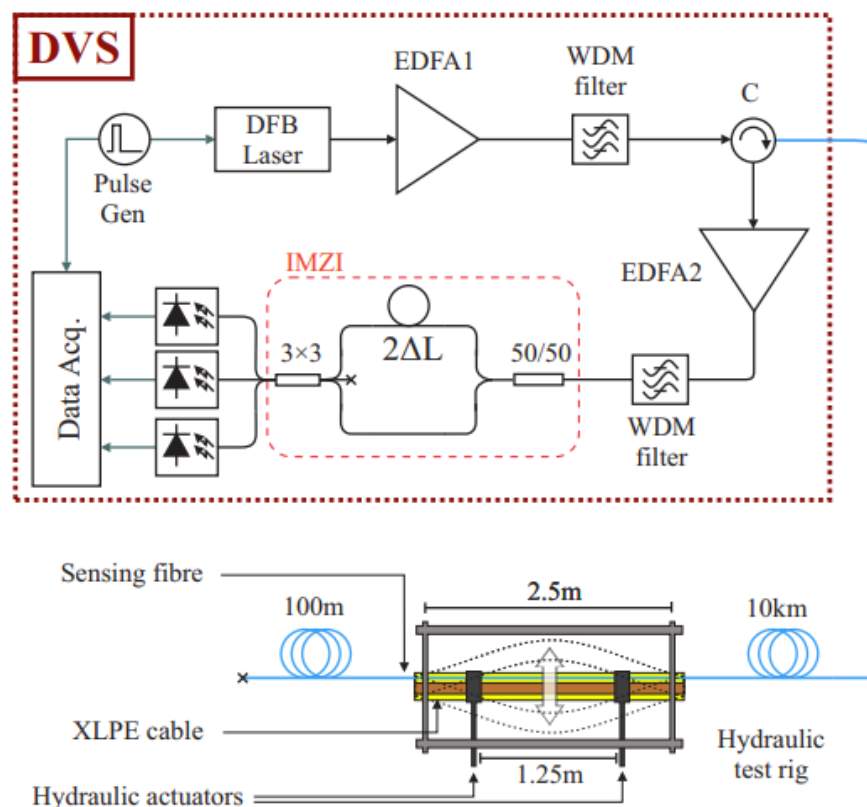 DVS
EDFA1
WDM
filter
C
DFB
Laser
Pulse
Gen
EDFA2
IMZI
Data Acq.
3×3
2ΔL
50/50
WDM
filter
Sensing fibre
100m
2.5m
10km
XLPE cable
1.25m
Hydraulic
test rig
Hydraulic actuators